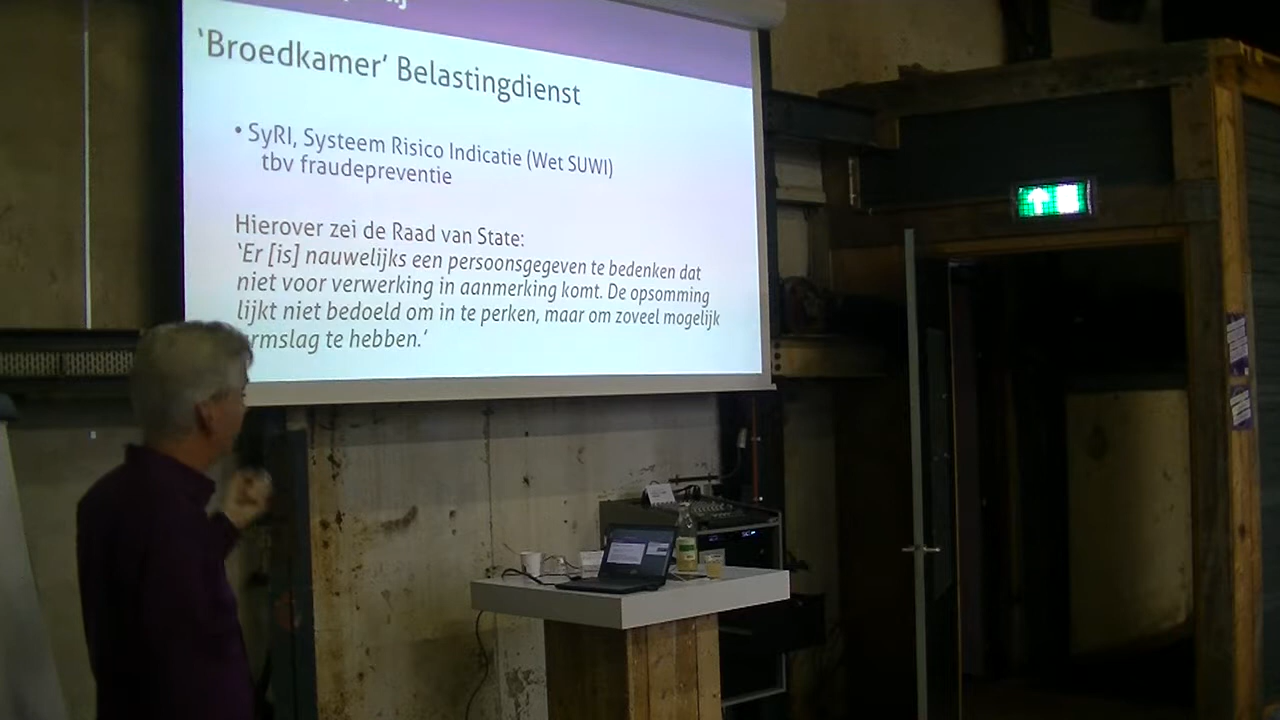 'Broedkamer' Belastingdienst
• SyRI, Systeem Risico Indicatie (Wet SUWI)
tbv fraudepreventie
Hierover zei de Raad van State:
'Er [is] nauwelijks een persoonsgegeven te bedenken dat
niet voor verwerking in aanmerking komt. De opsomming
lijkt niet bedoeld om in te perken, maar om zoveel mogelijk
te hebben.'